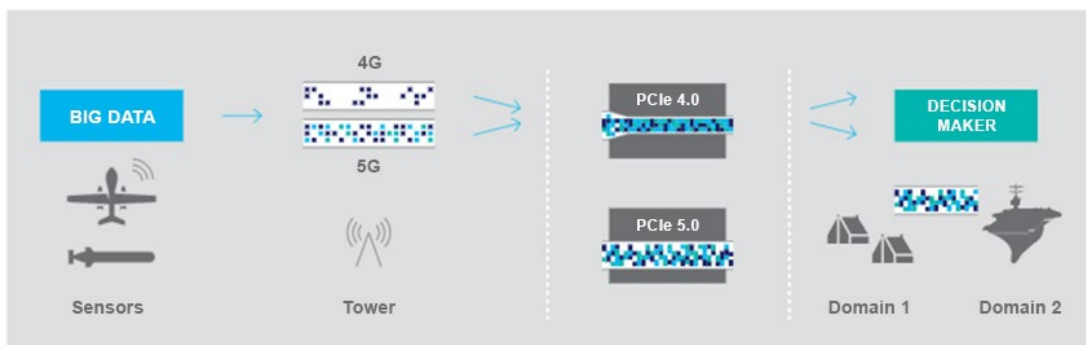 4G
BIG DATA
5G
PCIe 4.0
PCIe 5.0
DECISION
MAKER
Sensors
Tower
Domain 1
Domain 2